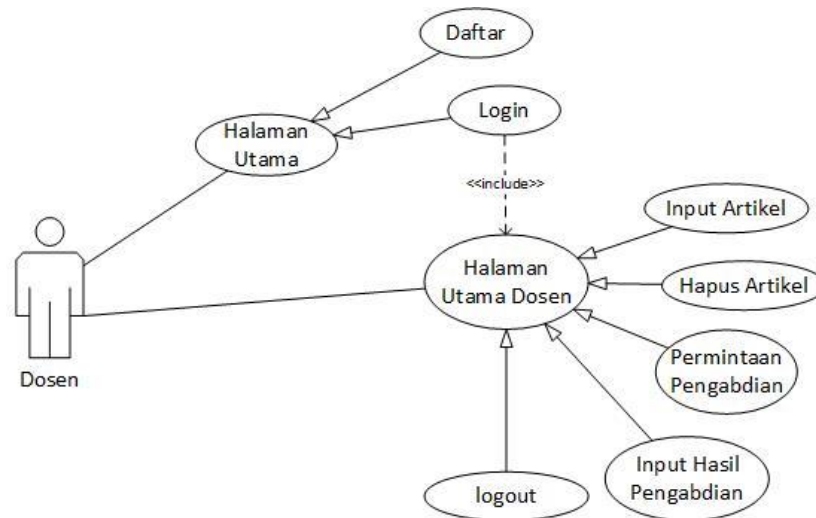 Daftar
Login
Halaman
Utama
<<include>>
Input Artikel
Halaman
Utama Dosen
Hapus Artikel
Permintaan
Pengabdian
Dosen
Input Hasil
Pengabdian
logout